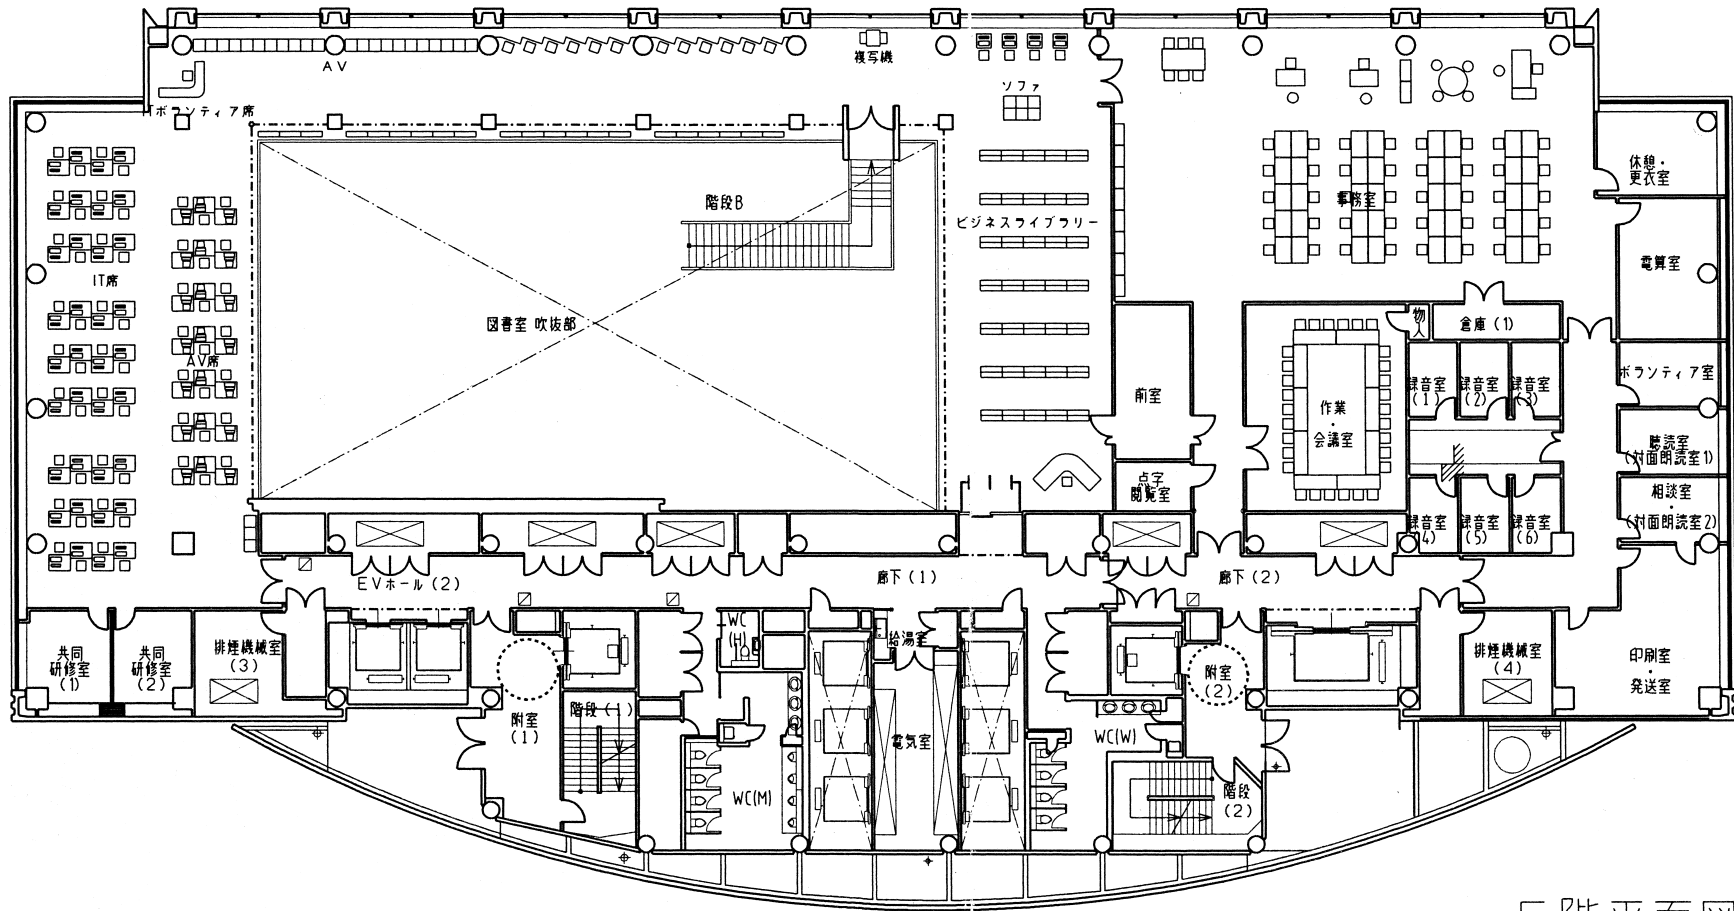 AV
複写機
ソファ
ITボランティア席
休憩・
更衣室
階段B
事務室
ビジネスライブラリー
電算室
IT席
図書室 吹抜部
物
入
倉庫(1)
AV席
ボランティア室
録音室
(1)
録音室
(2)
録音室
(3)
前室
作業
・
会議室
聴読室
(対面朗読室1)
点字
閲覧室
相談室
(対面朗読室2)
録音室
(4)
録音室
(5)
録音室
(6)
EVホール(2)
廊下(1)
廊下(2)
WC
(H)
給湯室
共同
研修室
(1)
共同
研修室
(2)
排煙機械室
(3)
附室
(2)
排煙機械室
(4)
印刷室
・
発送室
階段(1)
附室
(1)
電気室
WC(W)
WC(M)
階段
(2)